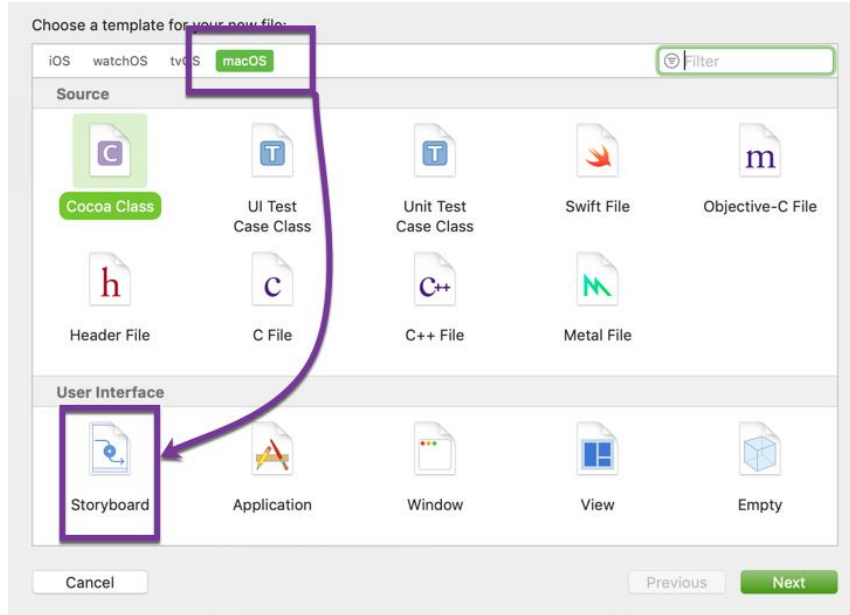 Choose a template for your new file:
iOS watchOS tvOS macOS Filter
Source
C T T m
Cocoa Class UI Test Case Class Unit Test Case Class Swift File Objective-C File
h c C++
Header File C File C++ File Metal File
User Interface
Storyboard Application Window View Empty
Cancel Previous Next